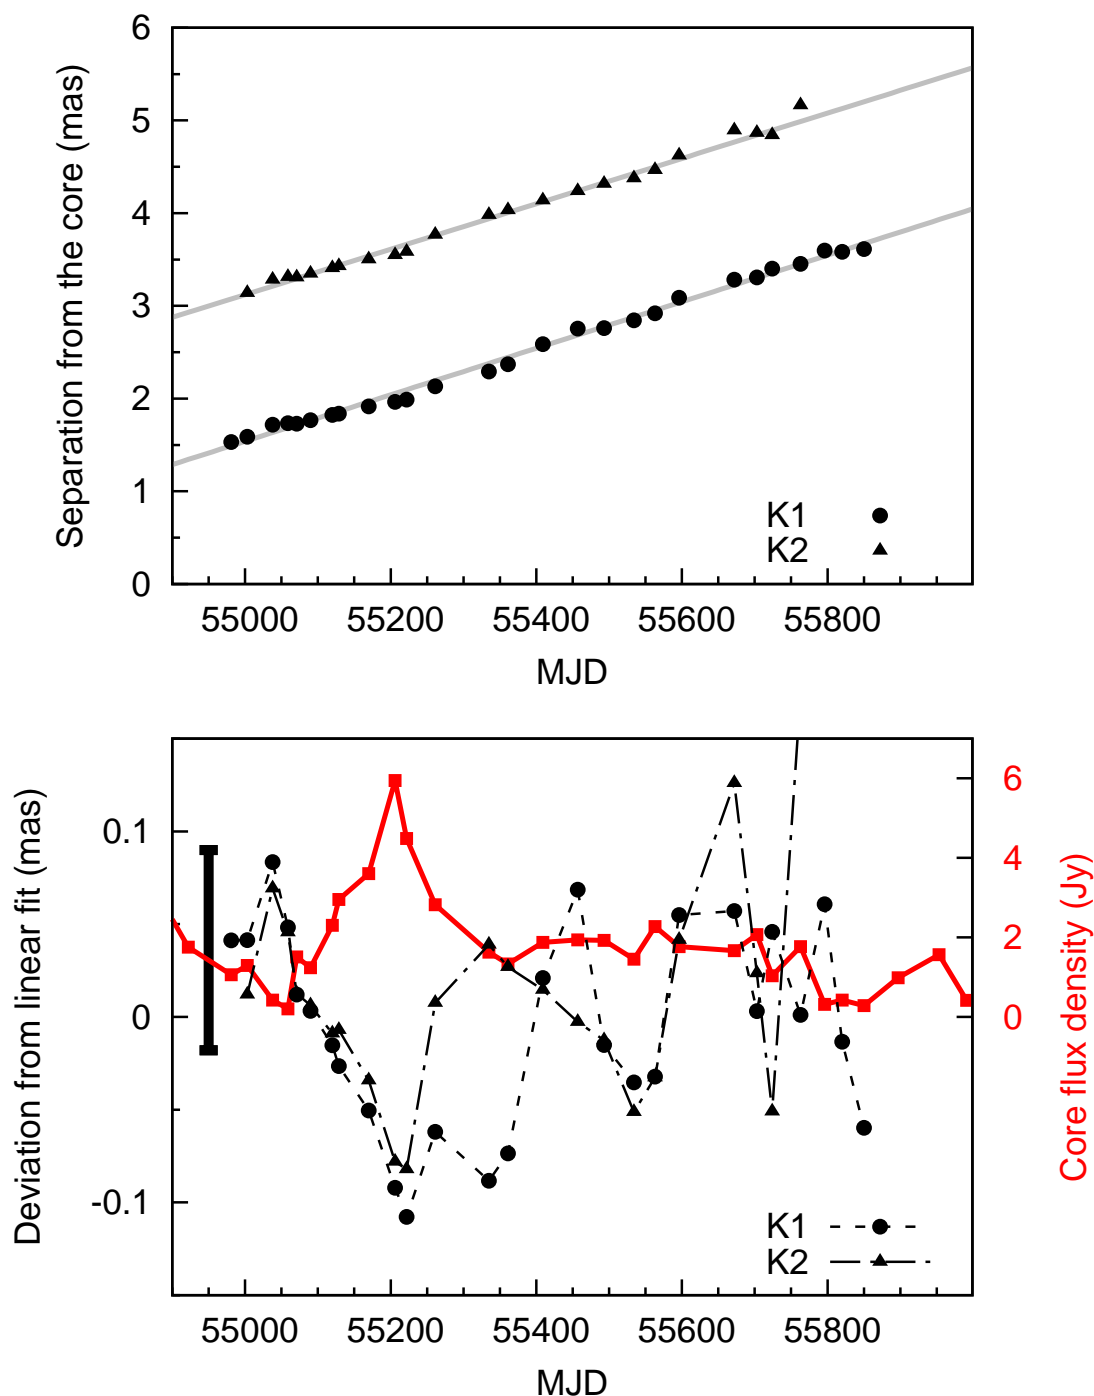 6
5
4
3
2
1
0
Separation from the core (mas)
K1
K2
55000 55200 55400 55600 55800
MJD
0.1
0
-0.1
Deviation from linear fit (mas)
6
4
2
0
Core flux density (Jy)
K1
K2
55000 55200 55400 55600 55800
MJD